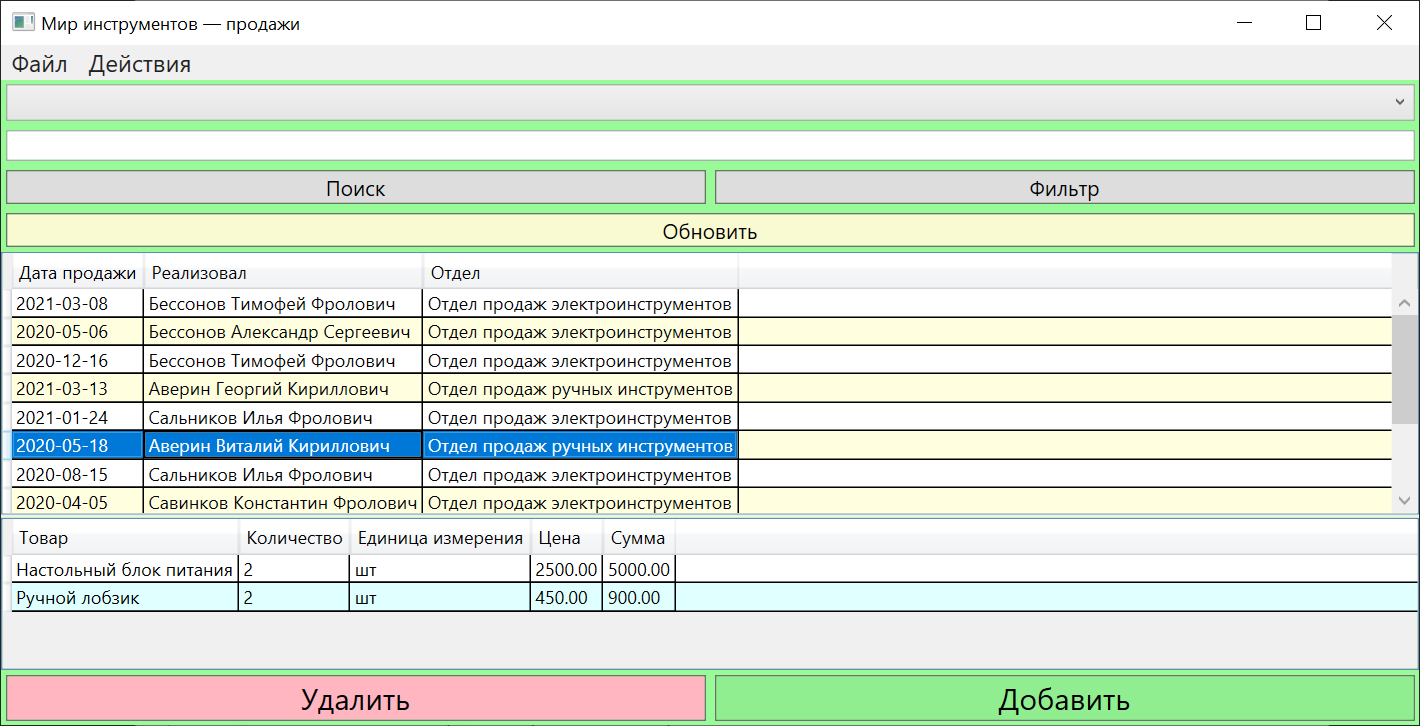 Мир инструментов — продажи
Файл Действия
Поиск Фильтр
Обновить
Дата продажи Реализовал Отдел
2021-03-08 Бессонов Тимофей Фролович Отдел продаж электроинструментов
2020-05-06 Бессонов Александр Сергеевич Отдел продаж электроинструментов
2020-12-16 Бессонов Тимофей Фролович Отдел продаж электроинструментов
2021-03-13 Аверин Георгий Кириллович Отдел продаж ручных инструментов
2021-01-24 Сальников Илья Фролович Отдел продаж электроинструментов
2020-05-18 Аверин Виталий Кириллович Отдел продаж ручных инструментов
2020-08-15 Сальников Илья Фролович Отдел продаж электроинструментов
2020-04-05 Савинков Константин Фролович Отдел продаж электроинструментов
Товар Количество Единица измерения Цена Сумма
Настольный блок питания 2 шт 2500.00 5000.00
Ручной лобзик 2 шт 450.00 900.00
Удалить Добавить